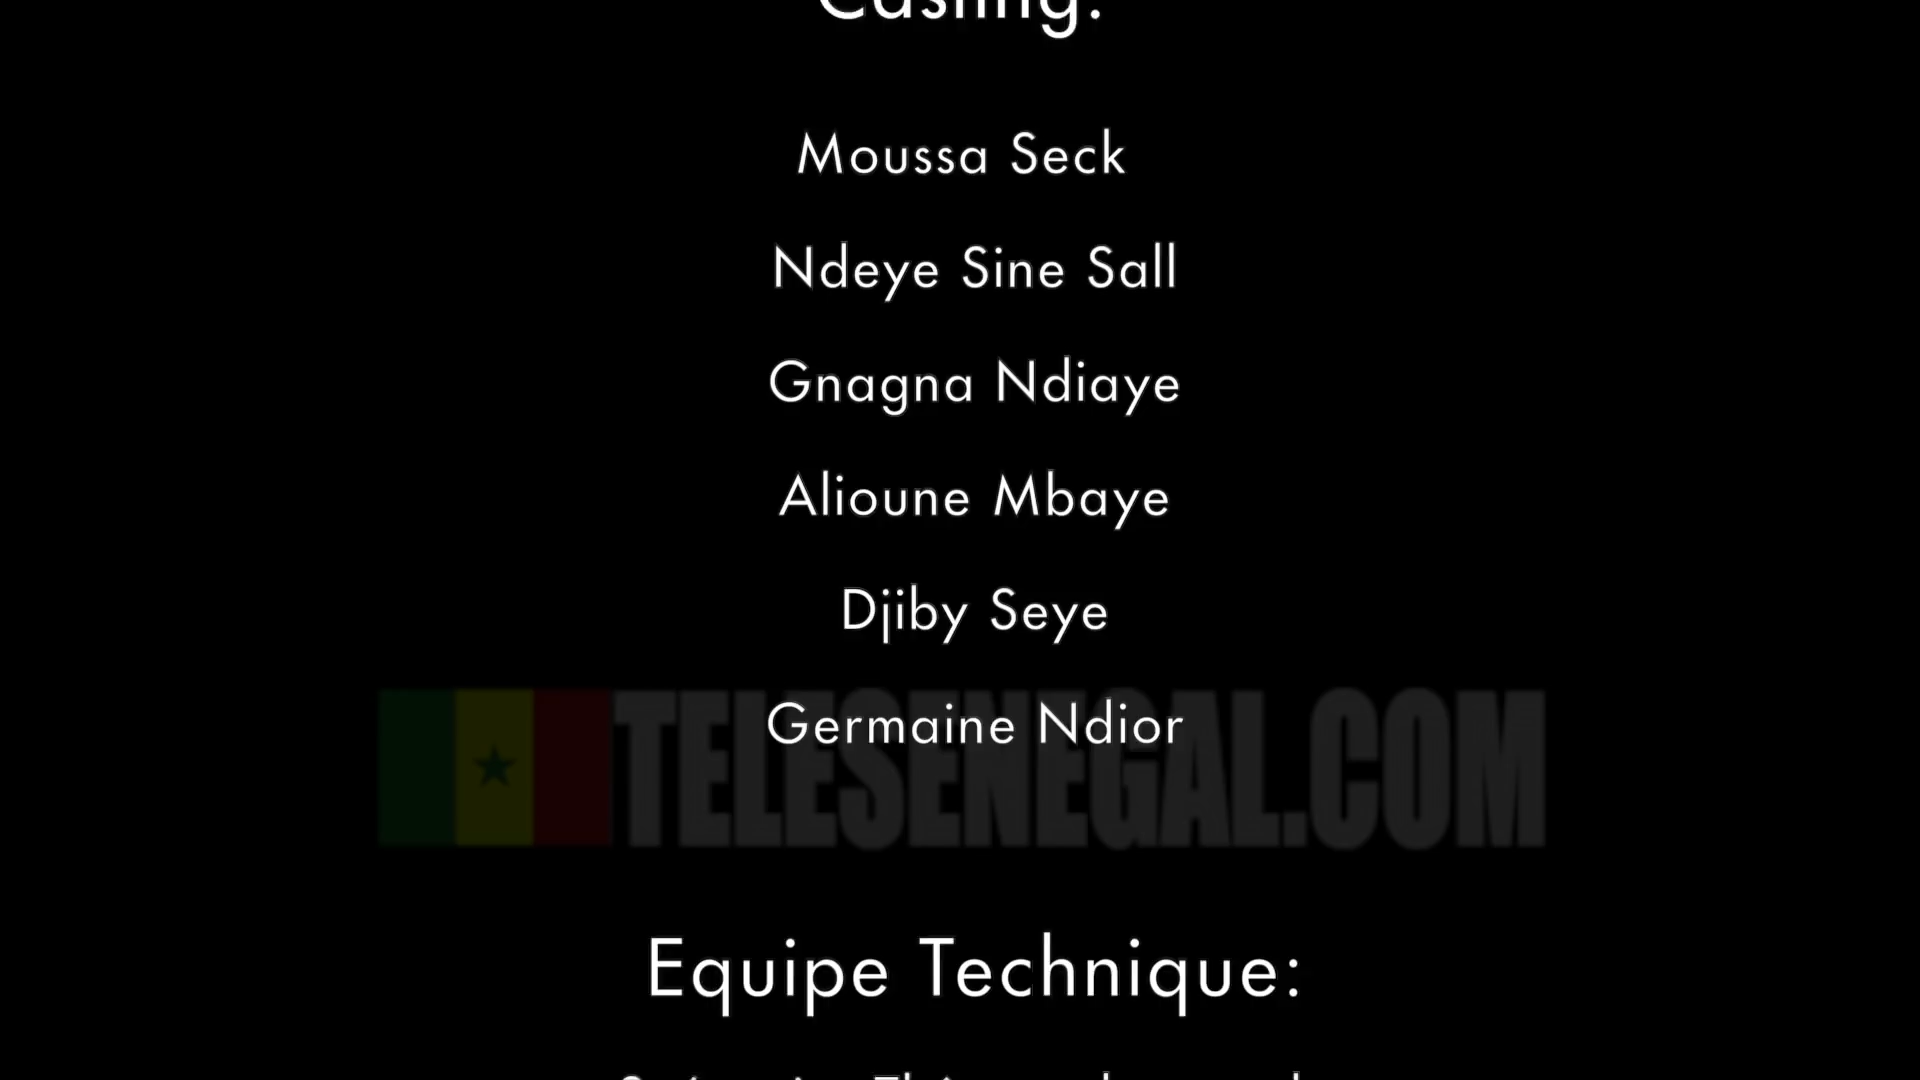 Casting:
Moussa Seck
Ndeye Sine Sall
Gnagna Ndiaye
Alioune Mbaye
Djiby Seye
Germaine Ndior
TELESENEGAL.COM
Equipe Technique: